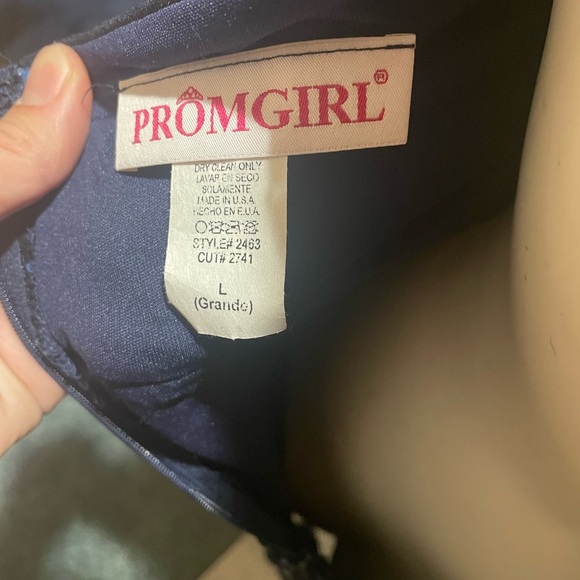 PROMGIRL®
DRY CLEAN ONLY
LAVAR EN SECO
SOLAMENTE
MADE IN U.S.A.
HECHO EN E.U.A.
STYLE# 2463
CUT# 2741
L
(Grande)